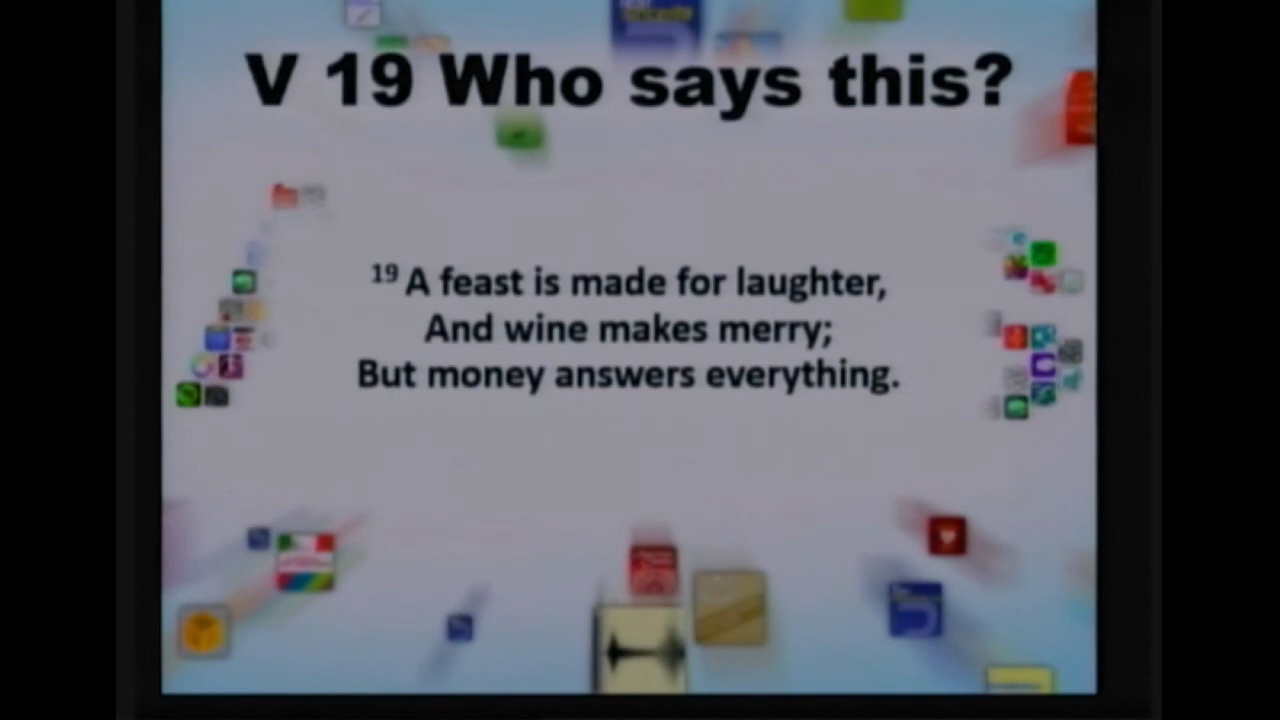 V 19 Who says this?
19 A feast is made for laughter,
And wine makes merry;
But money answers everything.